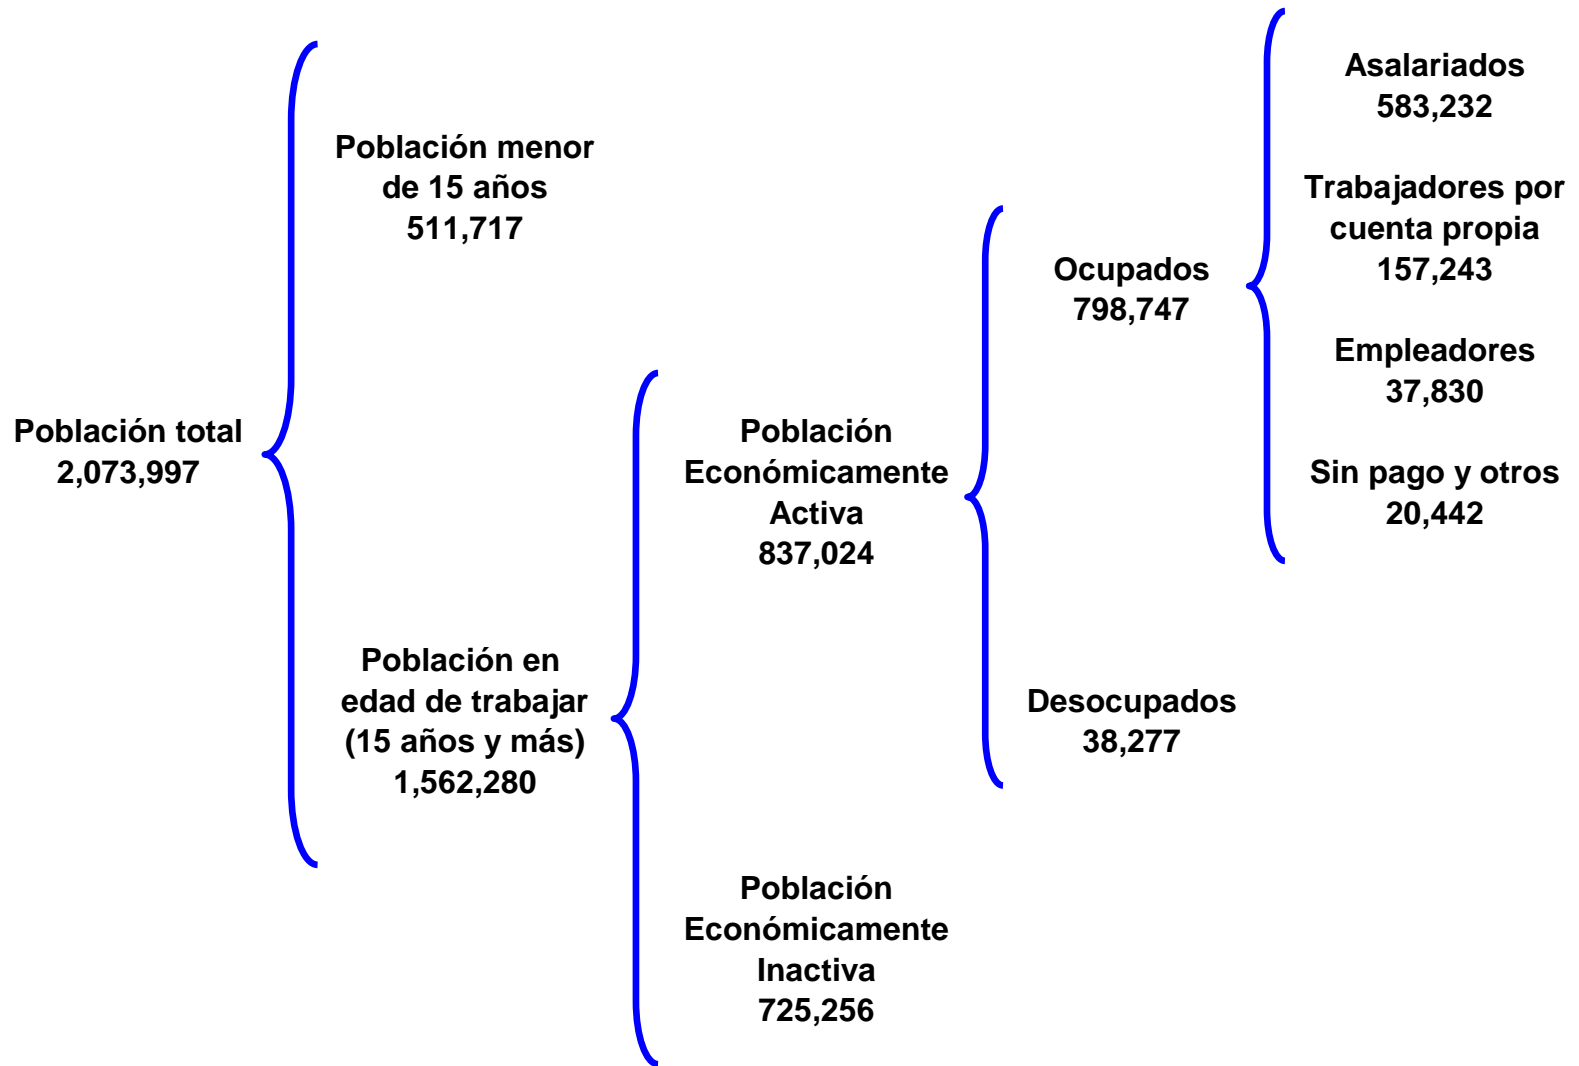 Población total
2,073,997
Población menor
de 15 años
511,717
Población en
edad de trabajar
(15 años y más)
1,562,280
Población
Económicamente
Activa
837,024
Población
Económicamente
Inactiva
725,256
Ocupados
798,747
Desocupados
38,277
Asalariados
583,232
Trabajadores por
cuenta propia
157,243
Empleadores
37,830
Sin pago y otros
20,442